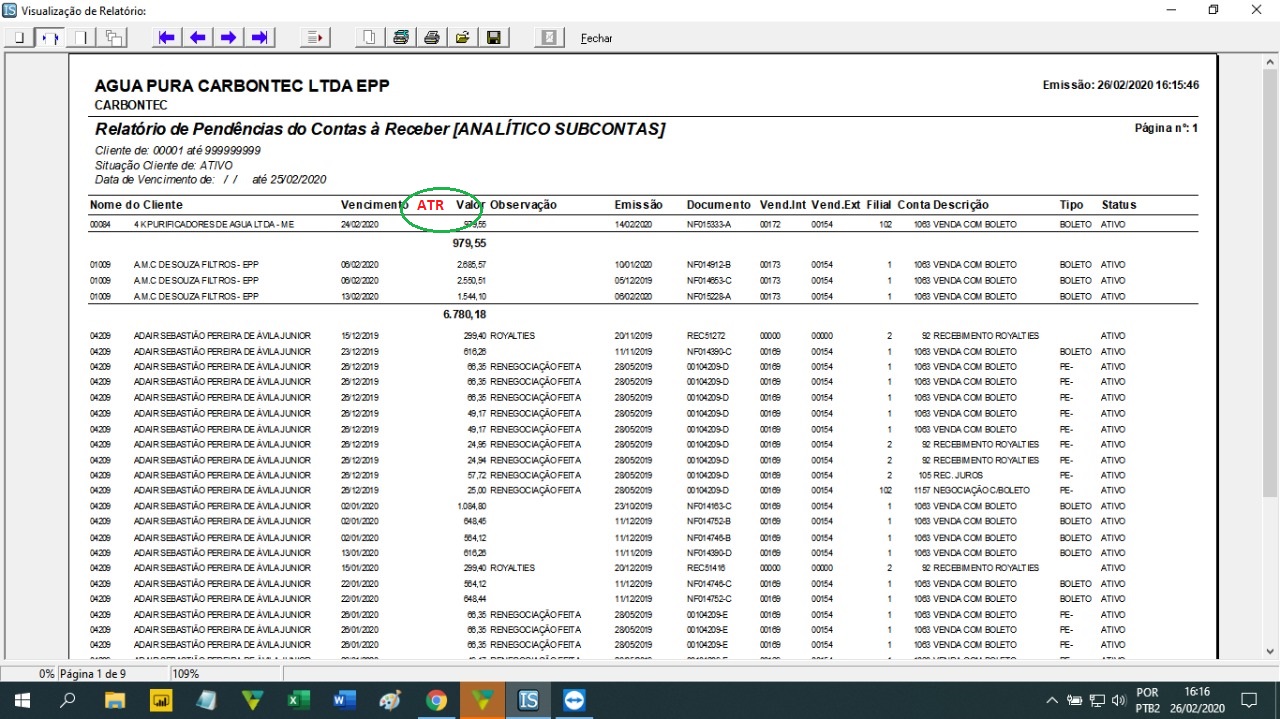 Visualização de Relatório:
Fechar
AGUA PURA CARBONTEC LTDA EPP
Emissão: 26/02/2020 16:15:46
CARBONTEC
Relatório de Pendências do Contas à Receber [ANALÍTICO SUBCONTAS]
Página nº: 1
Cliente de: 00001 até 999999999
Situação Cliente de: ATIVO
Data de Vencimento de: / / até 25/02/2020
Nome do Cliente Vencimento ATR Valor Observação Emissão Documento Vend.Int Vend.Ext Filial Conta Descrição Tipo Status
00084 4 K PURIFICADORES DE AGUA LTDA - ME 24/02/2020 979,55 14/02/2020 NF015333-A 00172 00154 102 1063 VENDA COM BOLETO BOLETO ATIVO
979,55
01009 A.M.C DE SOUZA FILTROS - EPP 06/02/2020 2.685,57 10/01/2020 NF014912-B 00173 00154 1 1063 VENDA COM BOLETO BOLETO ATIVO
01009 A.M.C DE SOUZA FILTROS - EPP 06/02/2020 2.550,51 05/12/2019 NF014653-C 00173 00154 1 1063 VENDA COM BOLETO BOLETO ATIVO
01009 A.M.C DE SOUZA FILTROS - EPP 13/02/2020 1.544,10 06/02/2020 NF015228-A 00173 00154 1 1063 VENDA COM BOLETO BOLETO ATIVO
6.780,18
04209 ADAIR SEBASTIÃO PEREIRA DE ÁVILA JUNIOR 15/12/2019 299,40 ROYALTIES 20/11/2019 REC51272 00000 00000 2 92 RECEBIMENTO ROYALTIES ATIVO
04209 ADAIR SEBASTIÃO PEREIRA DE ÁVILA JUNIOR 23/12/2019 616,26 11/11/2019 NF014390-C 00169 00154 1 1063 VENDA COM BOLETO BOLETO ATIVO
04209 ADAIR SEBASTIÃO PEREIRA DE ÁVILA JUNIOR 26/12/2019 66,35 RENEGOCIAÇÃO FEITA 28/05/2019 00104209-D 00169 00154 1 1063 VENDA COM BOLETO PE- ATIVO
04209 ADAIR SEBASTIÃO PEREIRA DE ÁVILA JUNIOR 26/12/2019 66,35 RENEGOCIAÇÃO FEITA 28/05/2019 00104209-D 00169 00154 1 1063 VENDA COM BOLETO PE- ATIVO
04209 ADAIR SEBASTIÃO PEREIRA DE ÁVILA JUNIOR 26/12/2019 66,35 RENEGOCIAÇÃO FEITA 28/05/2019 00104209-D 00169 00154 1 1063 VENDA COM BOLETO PE- ATIVO
04209 ADAIR SEBASTIÃO PEREIRA DE ÁVILA JUNIOR 26/12/2019 49,17 RENEGOCIAÇÃO FEITA 28/05/2019 00104209-D 00169 00154 1 1063 VENDA COM BOLETO PE- ATIVO
04209 ADAIR SEBASTIÃO PEREIRA DE ÁVILA JUNIOR 26/12/2019 49,17 RENEGOCIAÇÃO FEITA 28/05/2019 00104209-D 00169 00154 1 1063 VENDA COM BOLETO PE- ATIVO
04209 ADAIR SEBASTIÃO PEREIRA DE ÁVILA JUNIOR 26/12/2019 24,95 RENEGOCIAÇÃO FEITA 28/05/2019 00104209-D 00169 00154 2 92 RECEBIMENTO ROYALTIES PE- ATIVO
04209 ADAIR SEBASTIÃO PEREIRA DE ÁVILA JUNIOR 26/12/2019 24,94 RENEGOCIAÇÃO FEITA 28/05/2019 00104209-D 00169 00154 2 92 RECEBIMENTO ROYALTIES PE- ATIVO
04209 ADAIR SEBASTIÃO PEREIRA DE ÁVILA JUNIOR 26/12/2019 57,72 RENEGOCIAÇÃO FEITA 28/05/2019 00104209-D 00169 00154 2 105 REC. JUROS PE- ATIVO
04209 ADAIR SEBASTIÃO PEREIRA DE ÁVILA JUNIOR 26/12/2019 25,00 RENEGOCIAÇÃO FEITA 28/05/2019 00104209-D 00169 00154 102 1157 NEGOCIAÇÃO C/BOLETO PE- ATIVO
04209 ADAIR SEBASTIÃO PEREIRA DE ÁVILA JUNIOR 02/01/2020 1.084,80 23/10/2019 NF014163-C 00169 00154 1 1063 VENDA COM BOLETO BOLETO ATIVO
04209 ADAIR SEBASTIÃO PEREIRA DE ÁVILA JUNIOR 02/01/2020 648,45 11/12/2019 NF014752-B 00169 00154 1 1063 VENDA COM BOLETO BOLETO ATIVO
04209 ADAIR SEBASTIÃO PEREIRA DE ÁVILA JUNIOR 02/01/2020 564,12 11/12/2019 NF014746-B 00169 00154 1 1063 VENDA COM BOLETO BOLETO ATIVO
04209 ADAIR SEBASTIÃO PEREIRA DE ÁVILA JUNIOR 13/01/2020 616,26 11/11/2019 NF014390-D 00169 00154 1 1063 VENDA COM BOLETO BOLETO ATIVO
04209 ADAIR SEBASTIÃO PEREIRA DE ÁVILA JUNIOR 15/01/2020 299,40 ROYALTIES 20/12/2019 REC51416 00000 00000 2 92 RECEBIMENTO ROYALTIES ATIVO
04209 ADAIR SEBASTIÃO PEREIRA DE ÁVILA JUNIOR 22/01/2020 564,12 11/12/2019 NF014746-C 00169 00154 1 1063 VENDA COM BOLETO BOLETO ATIVO
04209 ADAIR SEBASTIÃO PEREIRA DE ÁVILA JUNIOR 22/01/2020 648,44 11/12/2019 NF014752-C 00169 00154 1 1063 VENDA COM BOLETO BOLETO ATIVO
04209 ADAIR SEBASTIÃO PEREIRA DE ÁVILA JUNIOR 26/01/2020 66,35 RENEGOCIAÇÃO FEITA 28/05/2019 00104209-E 00169 00154 1 1063 VENDA COM BOLETO PE- ATIVO
04209 ADAIR SEBASTIÃO PEREIRA DE ÁVILA JUNIOR 26/01/2020 66,35 RENEGOCIAÇÃO FEITA 28/05/2019 00104209-E 00169 00154 1 1063 VENDA COM BOLETO PE- ATIVO
04209 ADAIR SEBASTIÃO PEREIRA DE ÁVILA JUNIOR 26/01/2020 66,35 RENEGOCIAÇÃO FEITA 28/05/2019 00104209-E 00169 00154 1 1063 VENDA COM BOLETO PE- ATIVO
0% Página 1 de 9 109%
POR 16:16
PTB2 26/02/2020